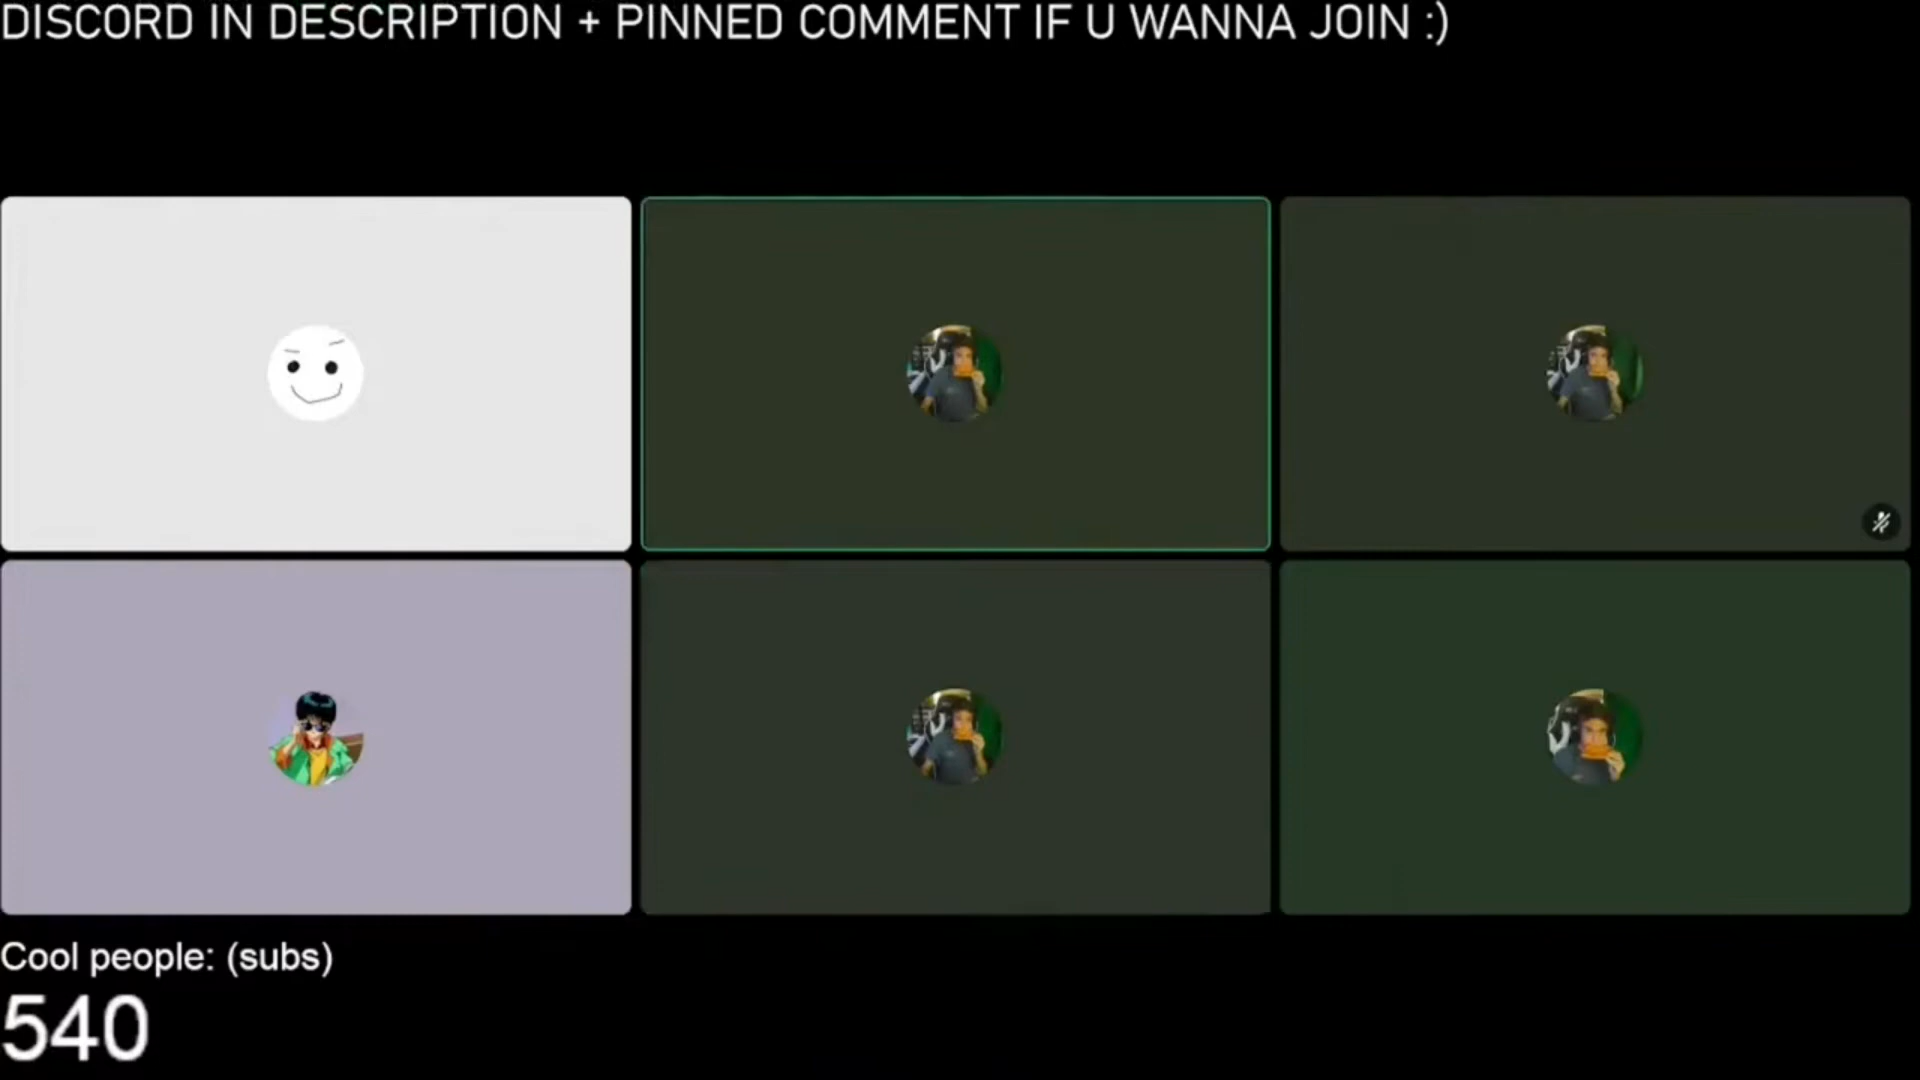 DISCORD IN DESCRIPTION + PINNED COMMENT IF U WANNA JOIN :)
Cool people: (subs)
540